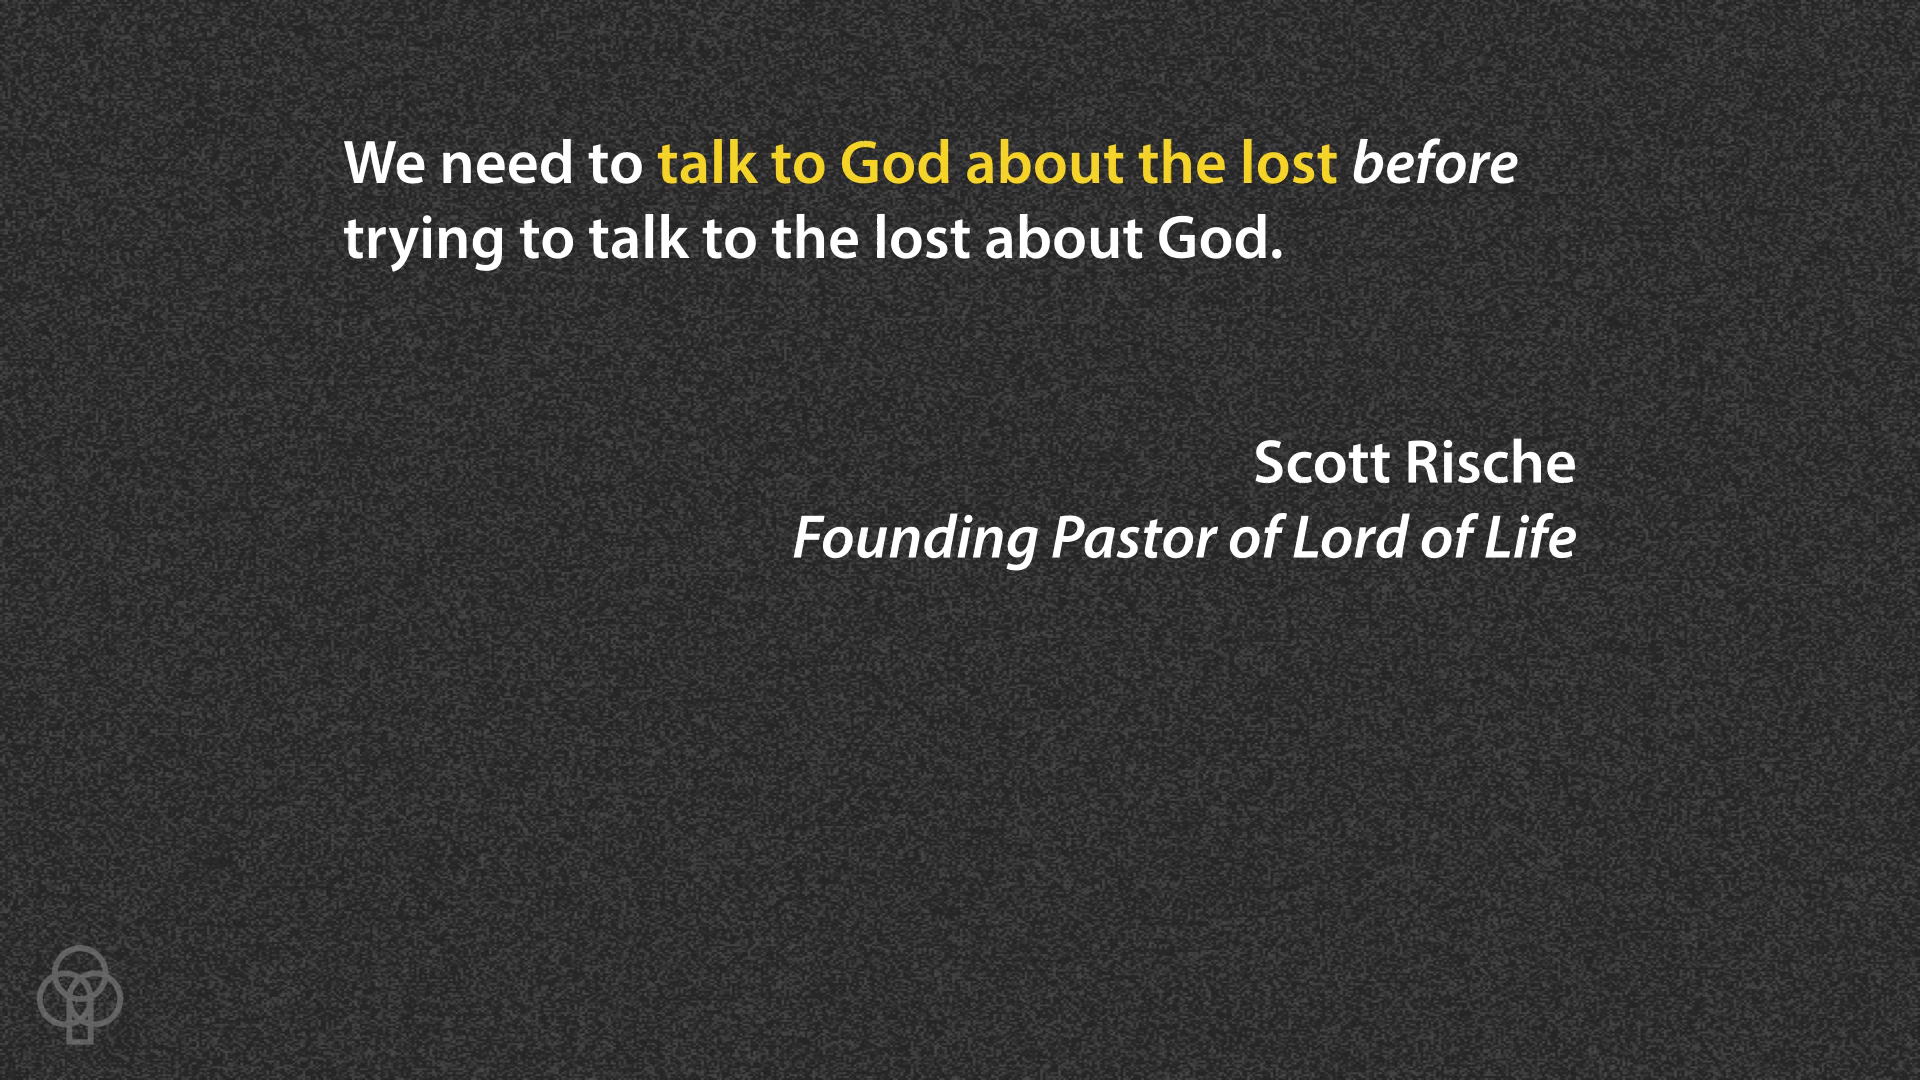 We need to talk to God about the lost before
trying to talk to the lost about God.
Scott Rische
Founding Pastor of Lord of Life